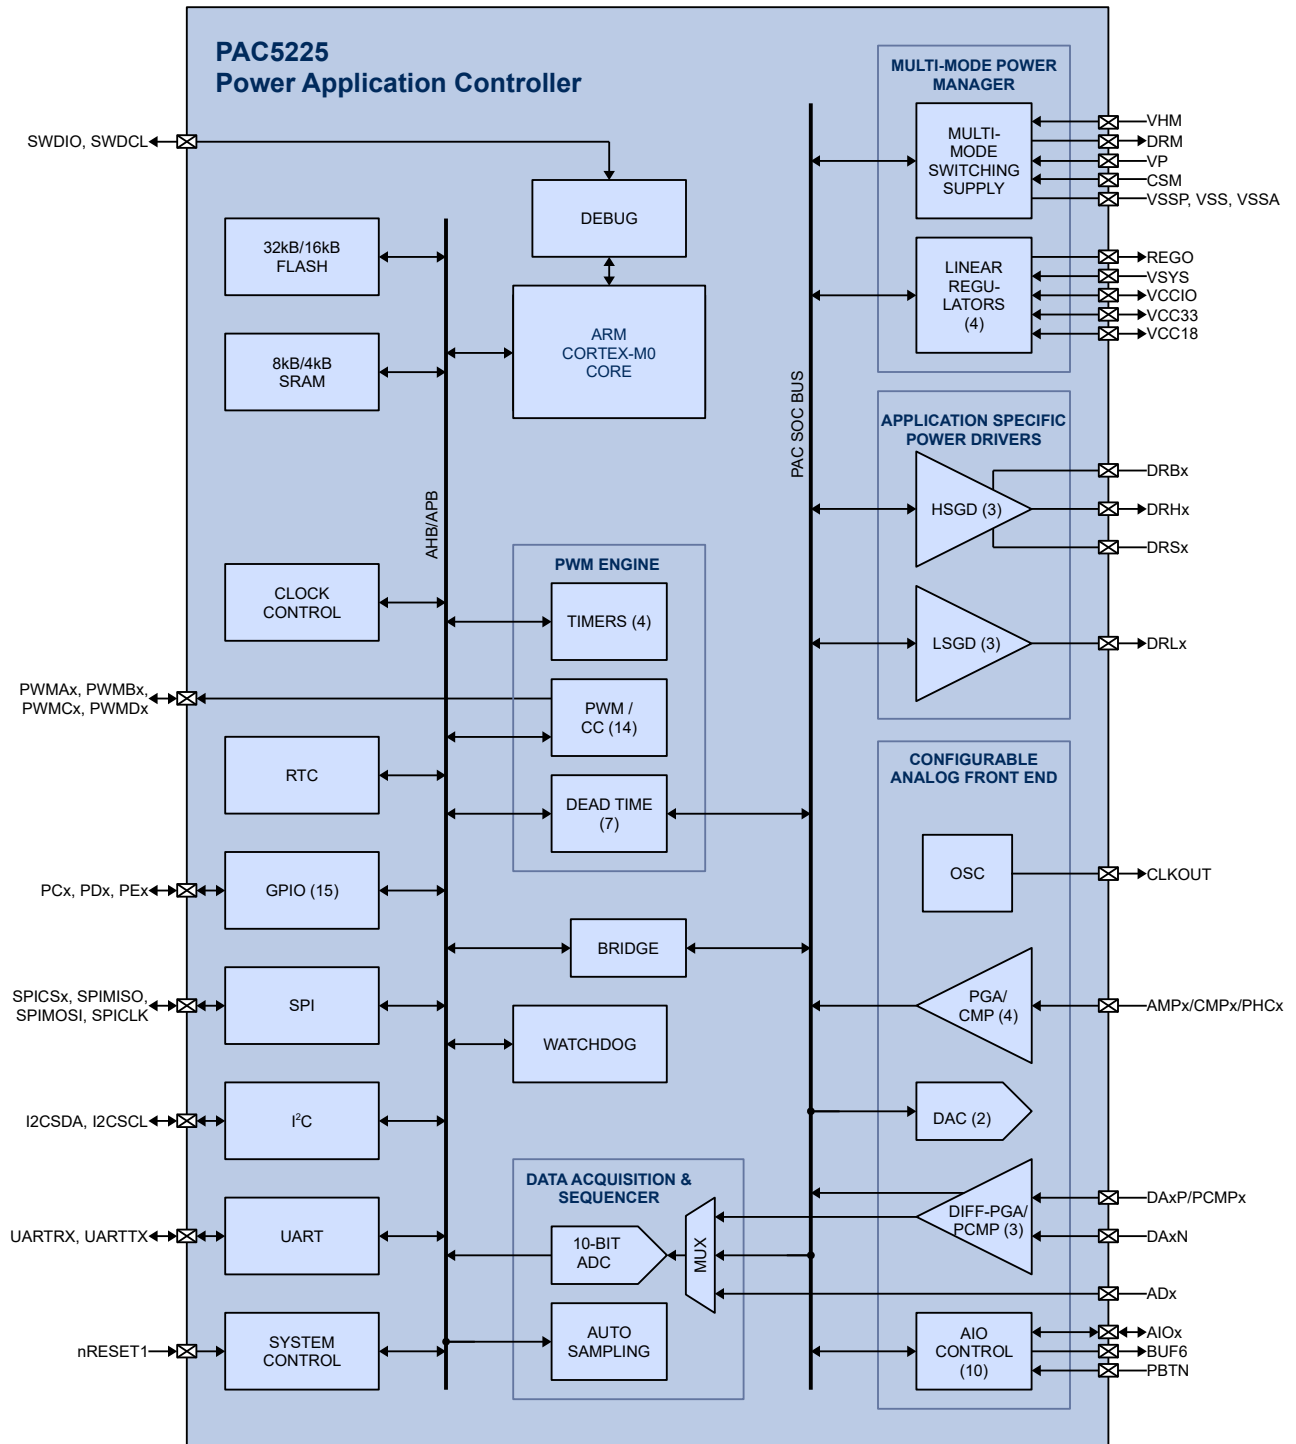 PAC5225
Power Application Controller
SWDIO, SWDCL
DEBUG
32kB/16kB
FLASH
ARM
CORTEX-M0
CORE
8kB/4kB
SRAM
AHB/APB
CLOCK
CONTROL
PWM ENGINE
TIMERS (4)
PWMAx, PWMBx,
PWMCx, PWMDx
PWM /
CC (14)
RTC
DEAD TIME
(7)
PCx, PDx, PEx
GPIO (15)
BRIDGE
SPICSx, SPIMISO,
SPIMOSI, SPICLK
SPI
WATCHDOG
I2CSDA, I2CSCL
I²C
DATA ACQUISITION &
SEQUENCER
UARTRX, UARTTX
UART
10-BIT
ADC
MUX
nRESET1
SYSTEM
CONTROL
AUTO
SAMPLING
PAC SOC BUS
MULTI-MODE POWER
MANAGER
MULTI-
MODE
SWITCHING
SUPPLY
VHM
DRM
VP
CSM
VSSP, VSS, VSSA
LINEAR
REGU-
LATORS
(4)
REGO
VSYS
VCCIO
VCC33
VCC18
APPLICATION SPECIFIC
POWER DRIVERS
HSGD (3)
DRBx
DRHx
DRSx
LSGD (3)
DRLx
CONFIGURABLE
ANALOG FRONT END
OSC
CLKOUT
PGA/
CMP (4)
AMPx/CMPx/PHCx
DAC (2)
DIFF-PGA/
PCMP (3)
DAxP/PCMPx
DAxN
ADx
AIO
CONTROL
(10)
AIOx
BUF6
PBTN